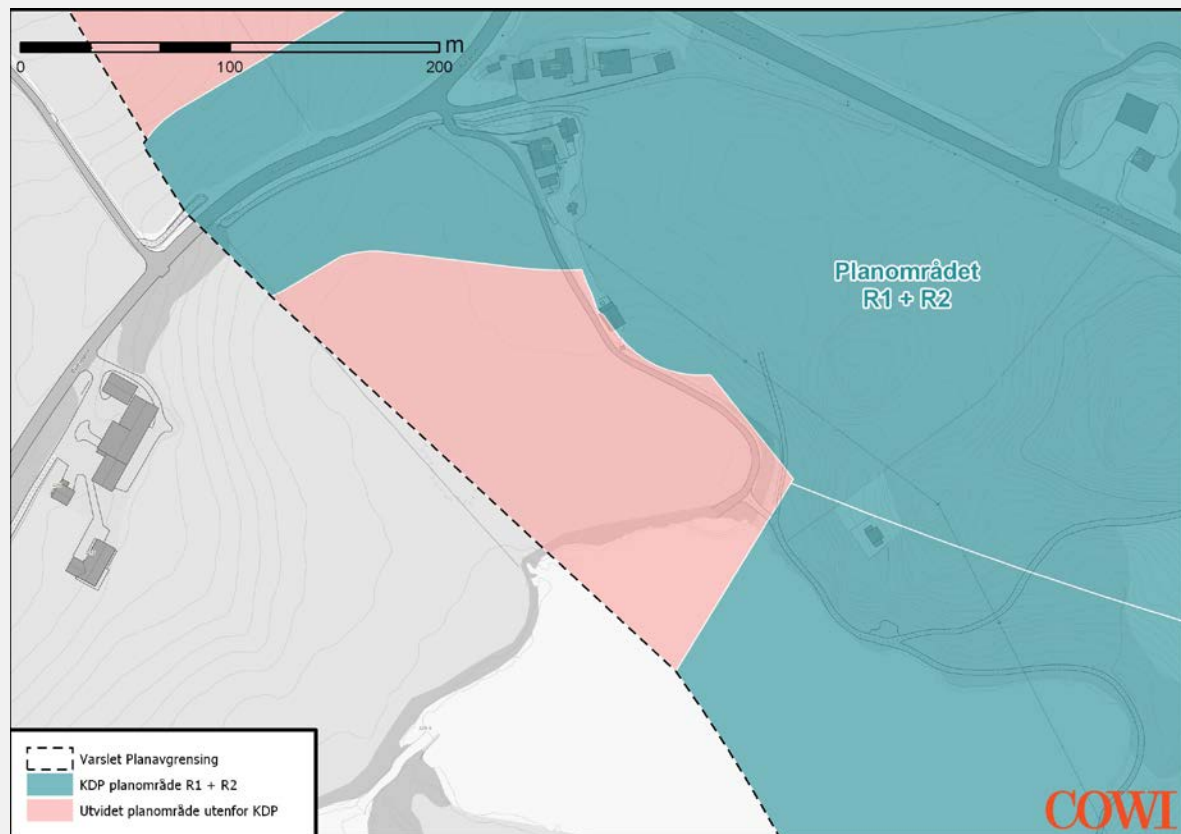 m
0 100 200
Planområdet
R1 + R2
Varslet Planavgrensing
KDP planområde R1 + R2
Utvidet planområde utenfor KDP
COWI